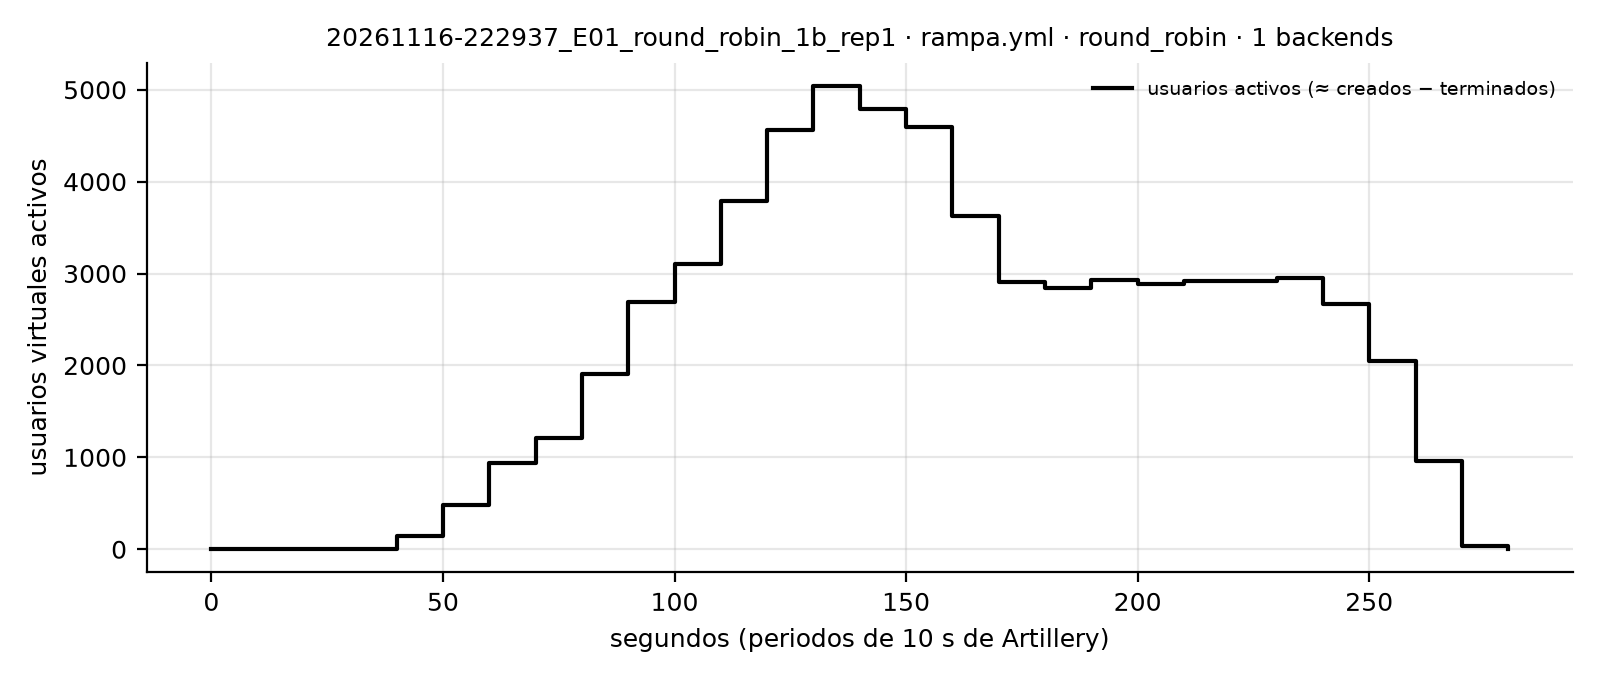 20261116-222937_E01_round_robin_1b_rep1 · rampa.yml · round_robin · 1 backends
usuarios activos (≈ creados − terminados)
usuarios virtuales activos
5000
4000
3000
2000
1000
0
0 50 100 150 200 250
segundos (periodos de 10 s de Artillery)